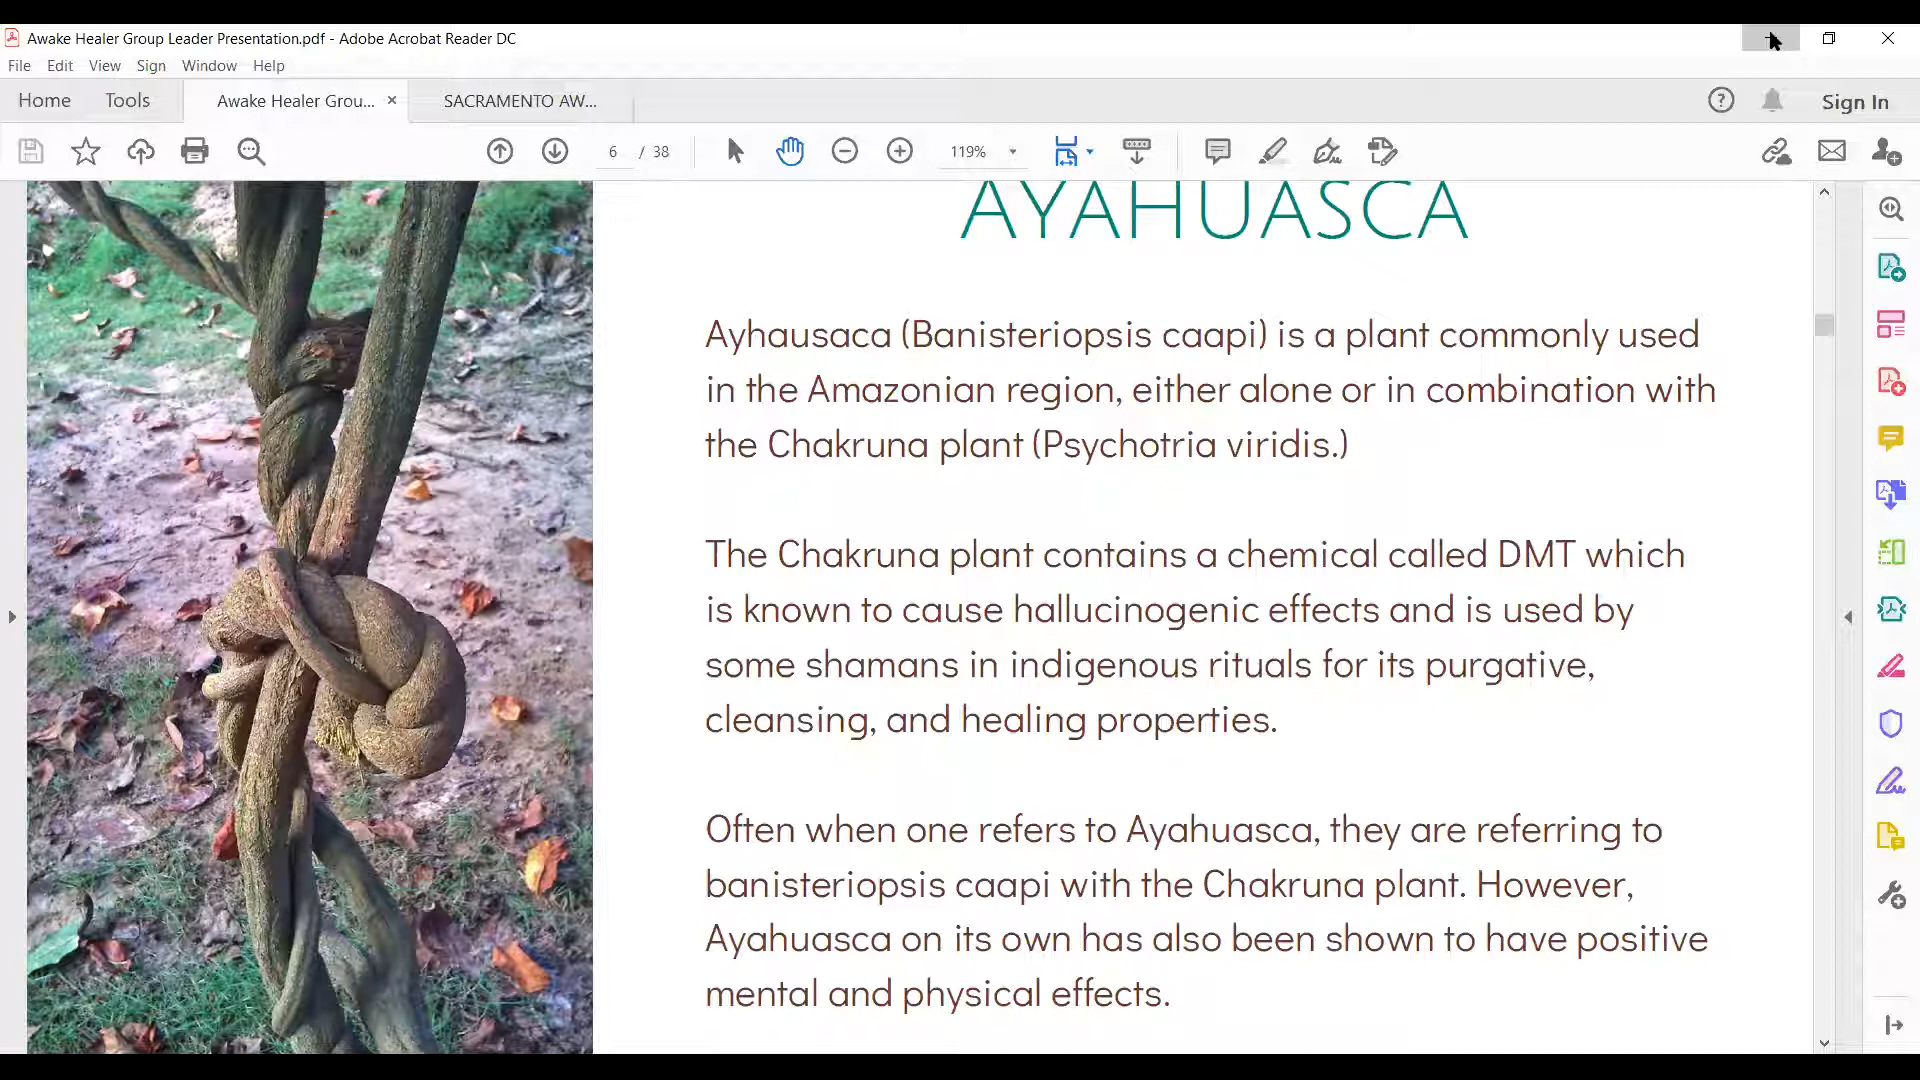 Awake Healer Group Leader Presentation.pdf - Adobe Acrobat Reader DC
File Edit View Sign Window Help
Home Tools Awake Healer Grou... × SACRAMENTO AW... Sign In
6 / 38 119%
AYAHUASCA
Ayhausaca (Banisteriopsis caapi) is a plant commonly used
in the Amazonian region, either alone or in combination with
the Chakruna plant (Psychotria viridis.)
The Chakruna plant contains a chemical called DMT which
is known to cause hallucinogenic effects and is used by
some shamans in indigenous rituals for its purgative,
cleansing, and healing properties.
Often when one refers to Ayahuasca, they are referring to
banisteriopsis caapi with the Chakruna plant. However,
Ayahuasca on its own has also been shown to have positive
mental and physical effects.